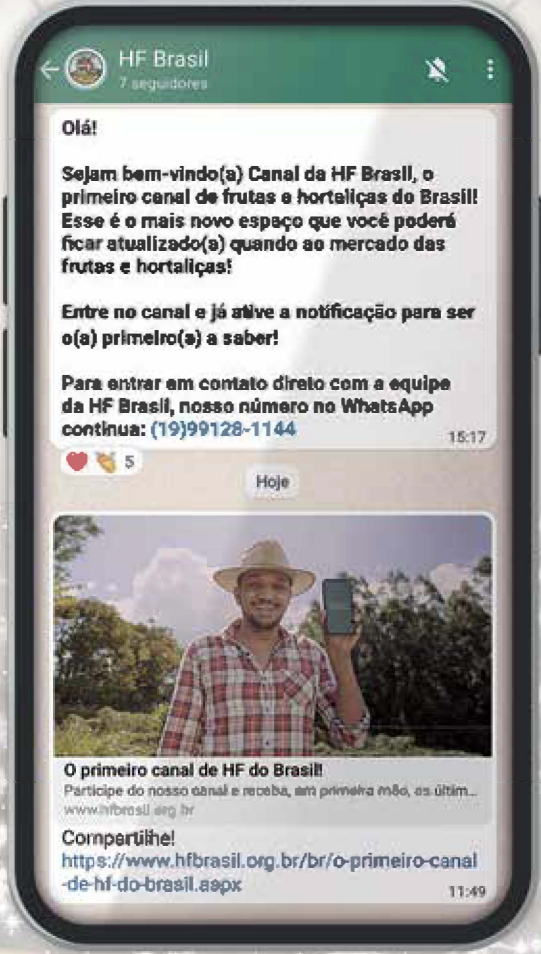 HF Brasil
7 seguidores
Olá!
Sejam bem-vindo(a) Canal da HF Brasil, o
primeiro canal de frutas e hortaliças do Brasil!
Esse é o mais novo espaço que você poderá
ficar atualizado(a) quando ao mercado das
frutas e hortaliças!
Entre no canal e já ative a notificação para ser
o(a) primeiro(a) a saber!
Para entrar em contato direto com a equipe
da HF Brasil, nosso número no WhatsApp
continua: (19)99128-1144
15:17
5
Hoje
O primeiro canal de HF do Brasil!
Participe do nosso canal e receba, em primeira mão, as últim...
www.hfbrasil.org.br
Compartilhe!
https://www.hfbrasil.org.br/br/o-primeiro-canal
-de-hf-do-brasil.aspx
11:49